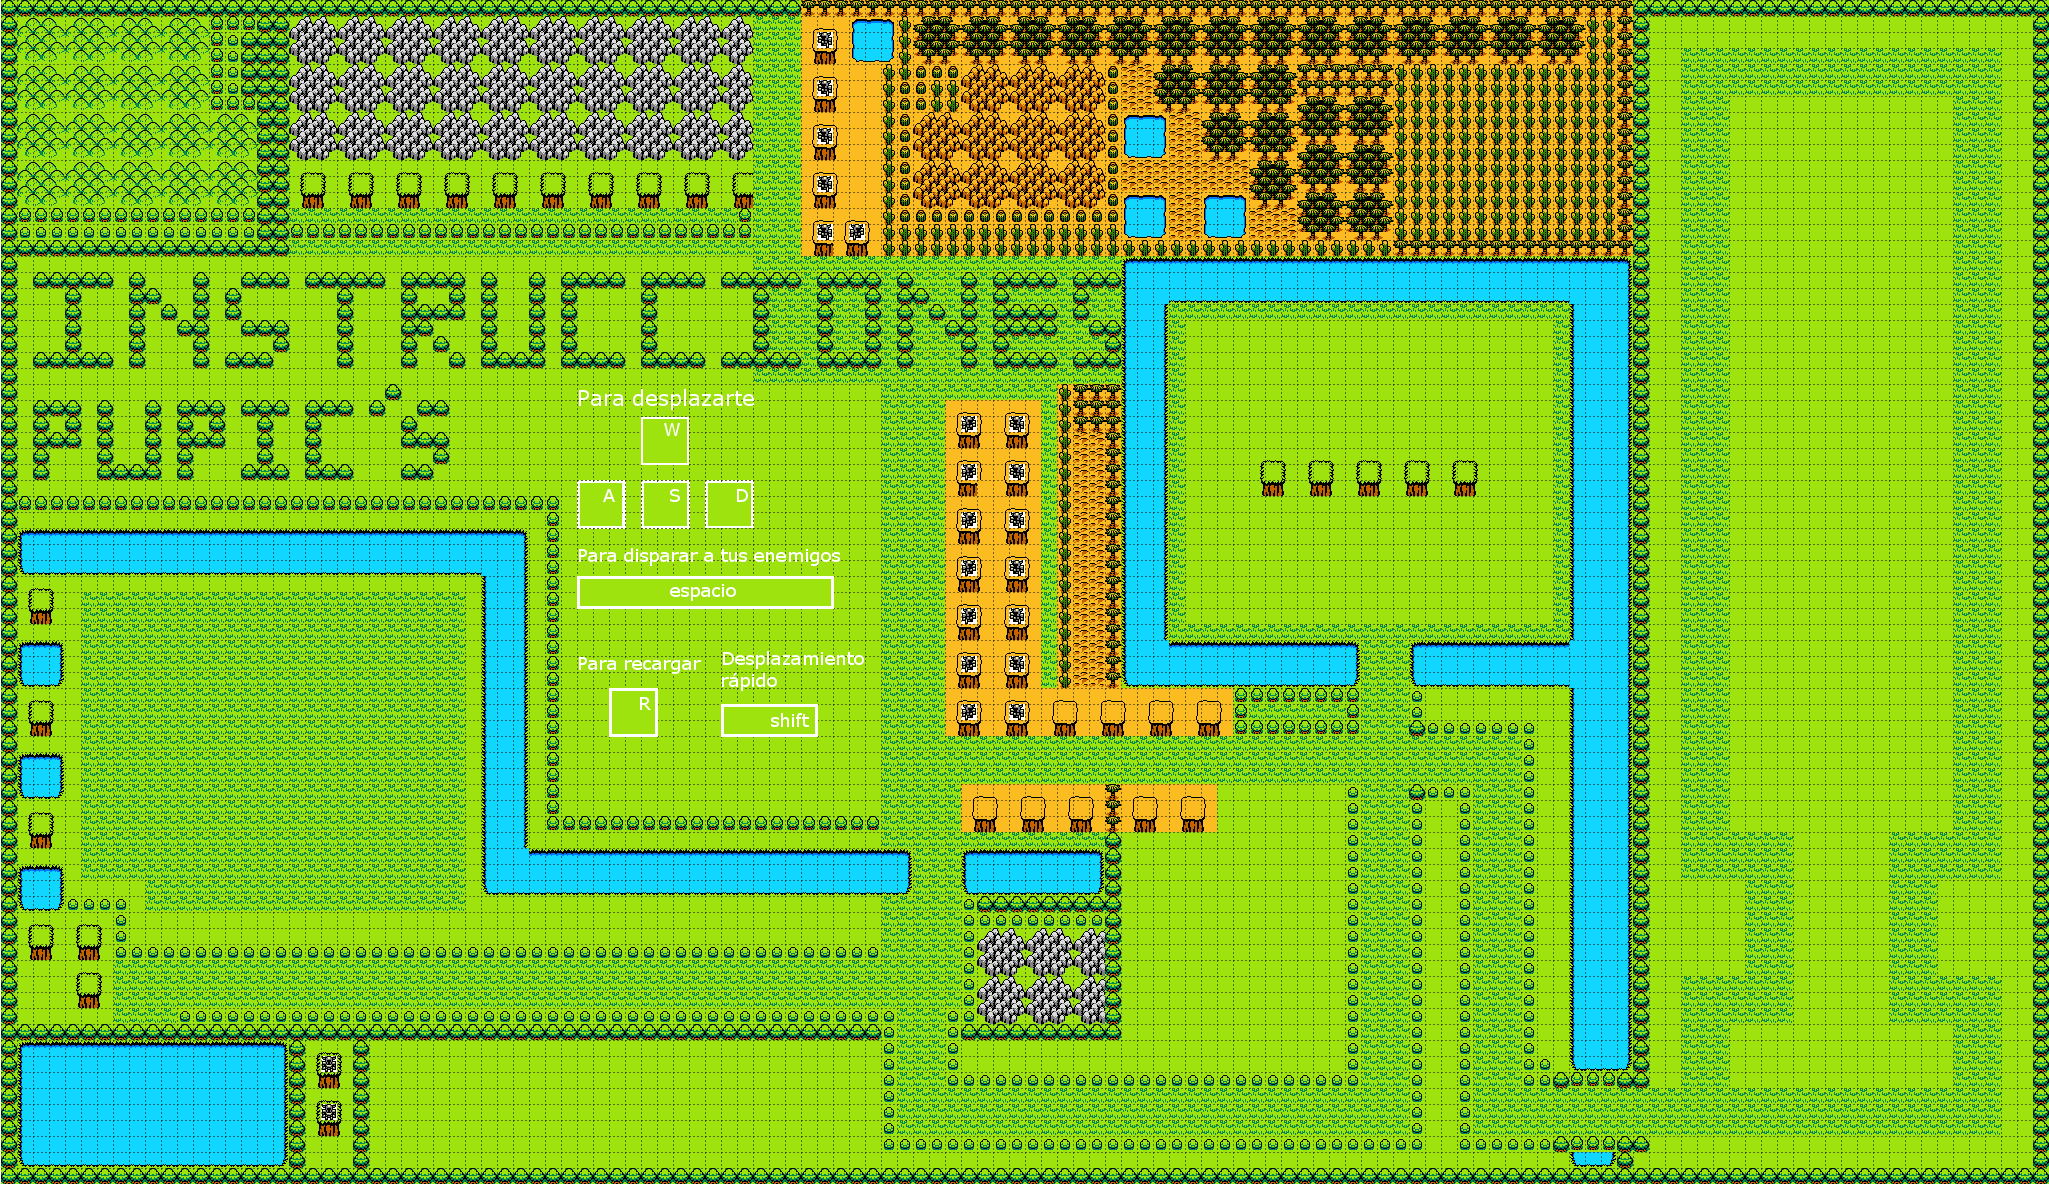 INSTRUCCIONES
PUPIC'S
Para desplazarte
W
A S D
Para disparar a tus enemigos
espacio
Para recargar
R
Desplazamiento
rápido
shift